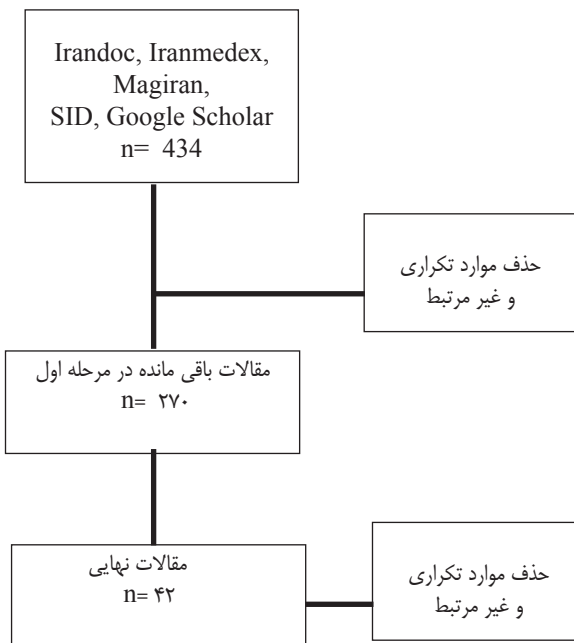 Irandoc, Iranmedex,
Magiran,
SID, Google Scholar
n= 434
حذف موارد تکراری
و غیر مرتبط
مقالات باقی مانده در مرحله اول
n= ۲۷۰
مقالات نهایی
n= ۴۲
حذف موارد تکراری
و غیر مرتبط